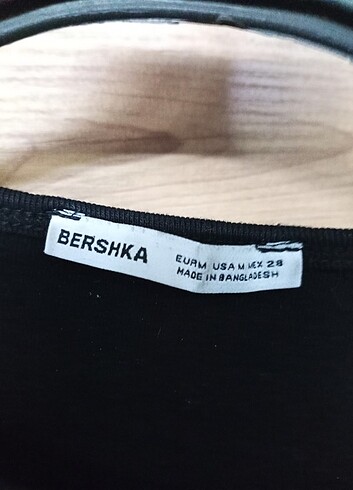 BERSHKA
EUR M USA M MEX 28
MADE IN BANGLADESH